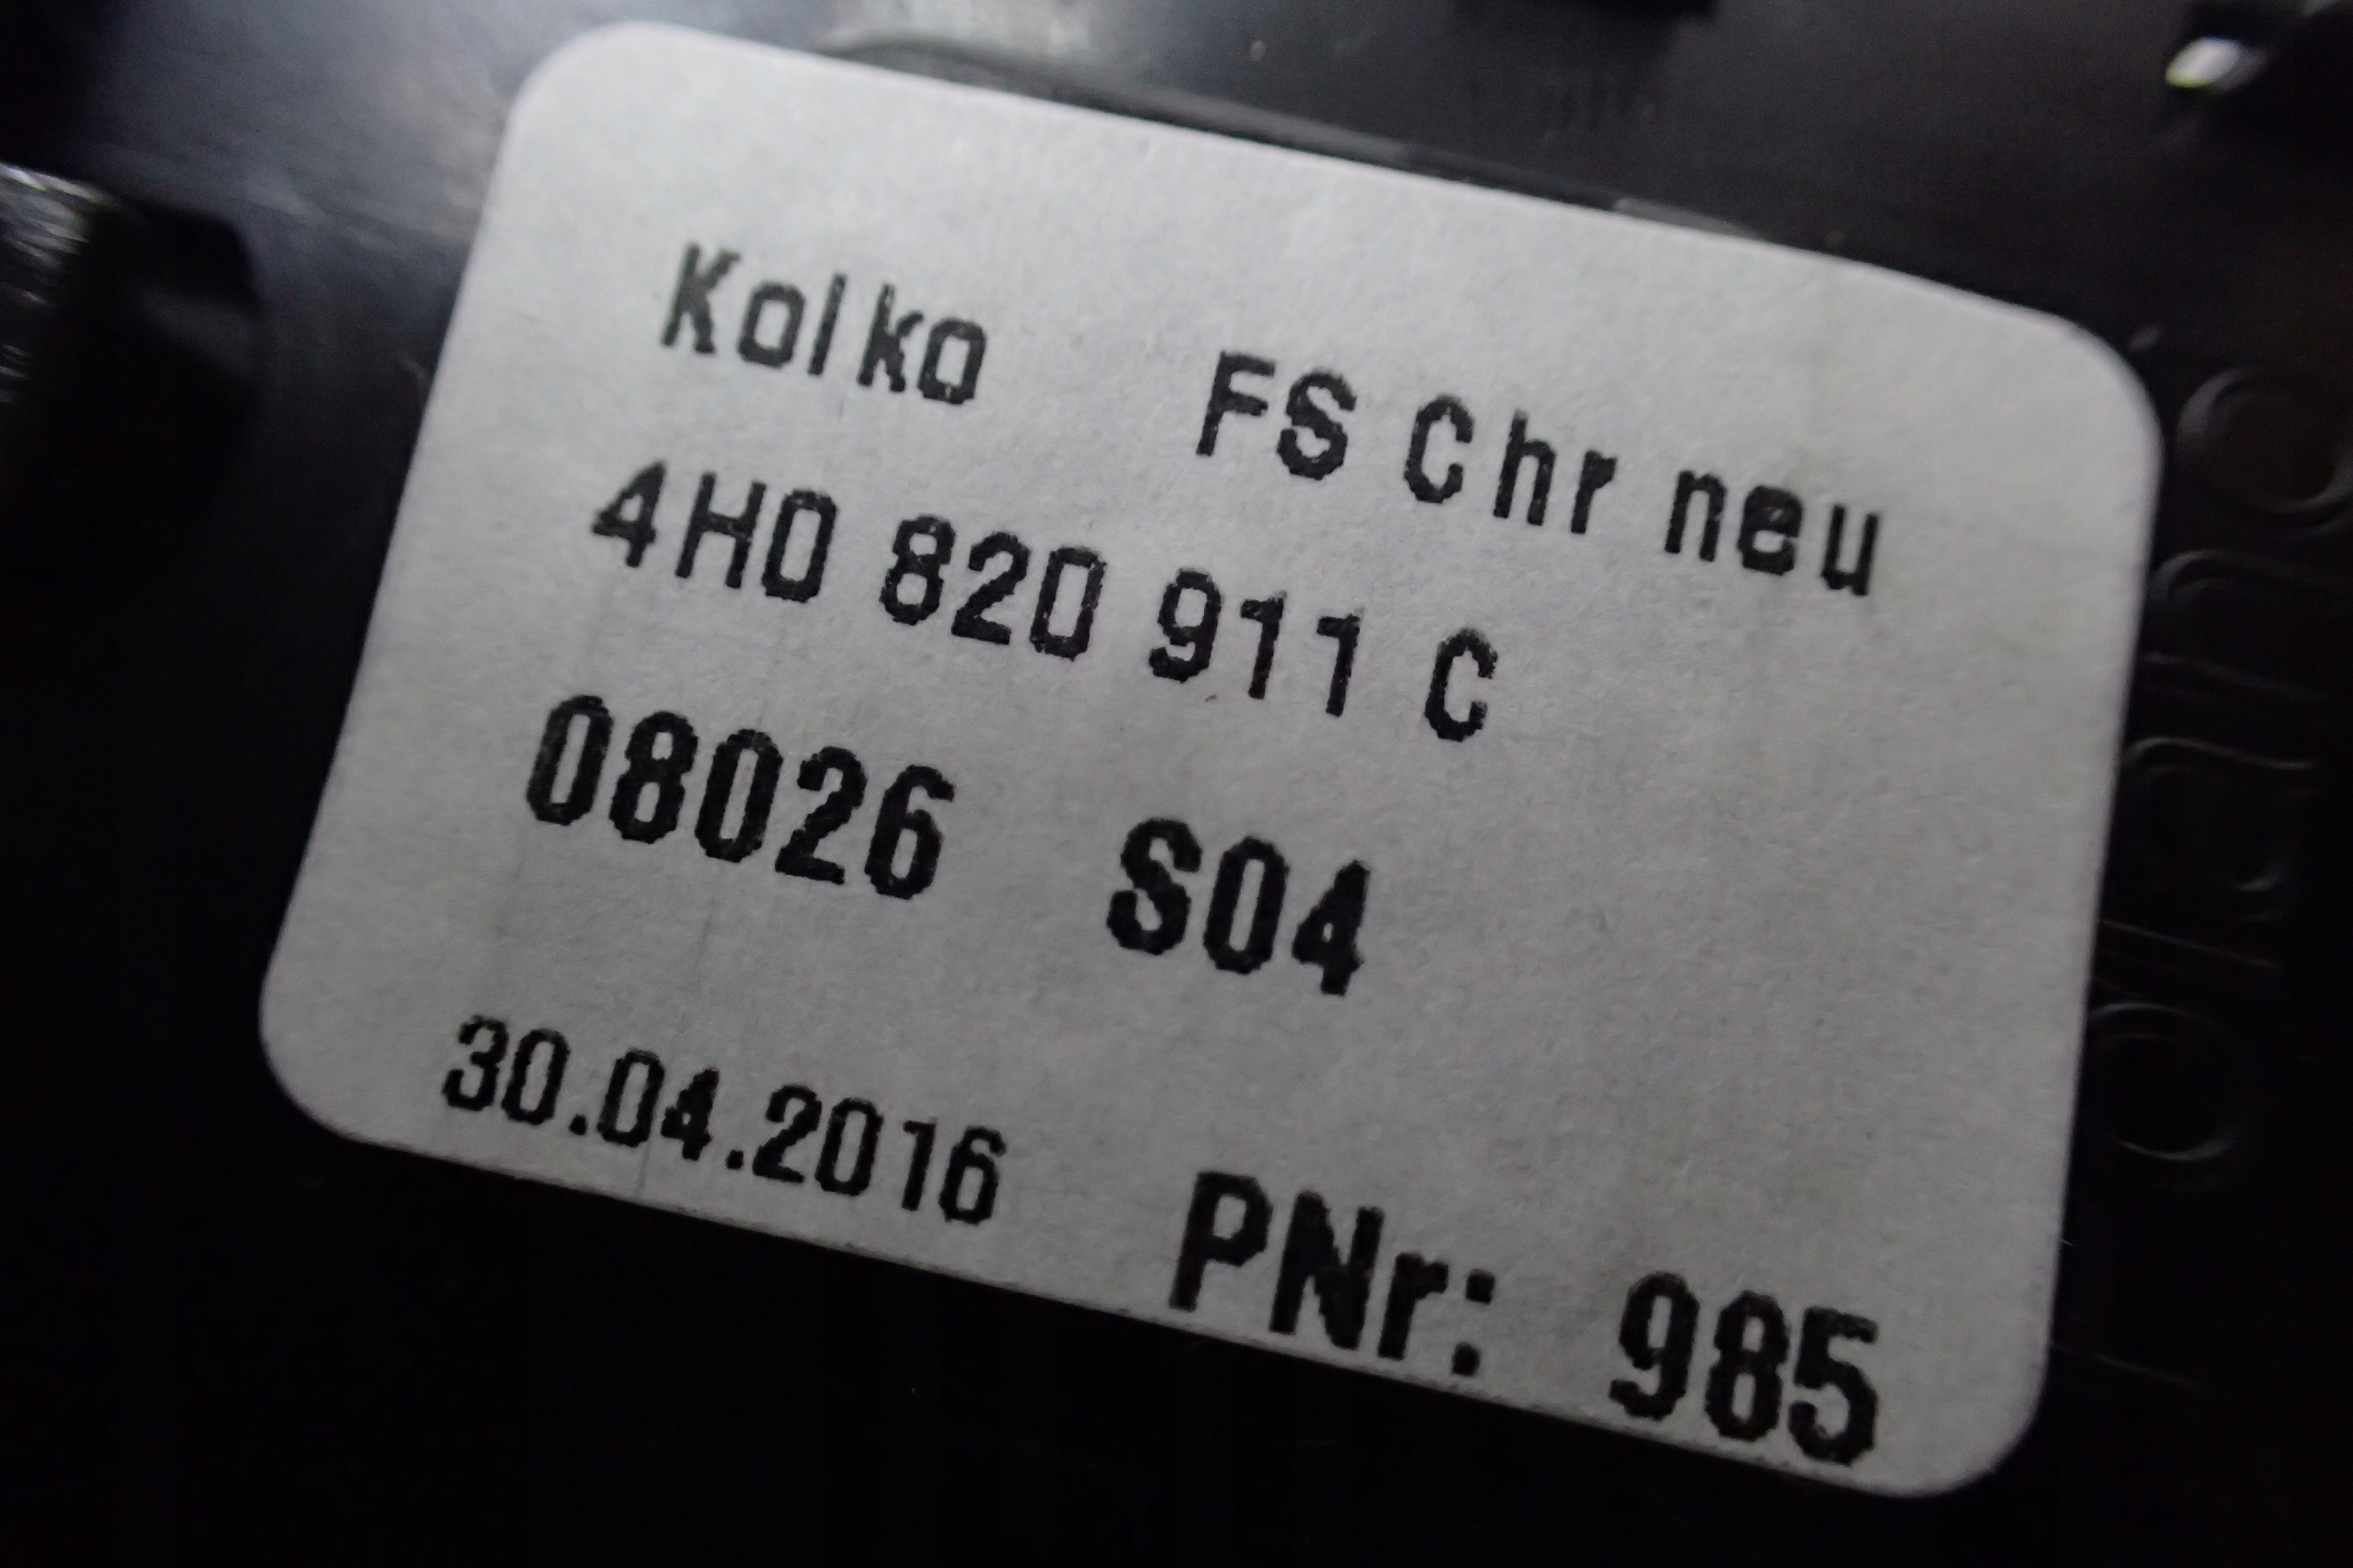 Kolko FS Chr neu
4H0 820 911 C
08026 S04
30.04.2016 PNr: 985